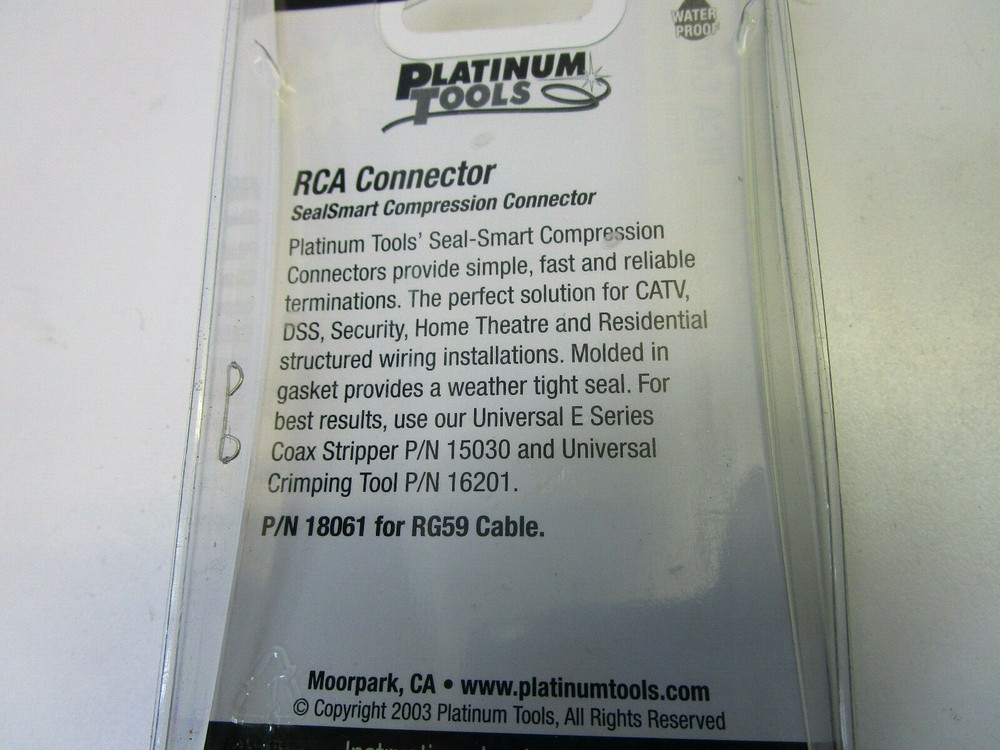 WATER
PROOF
PLATINUM
TOOLS
RCA Connector
SealSmart Compression Connector
Platinum Tools' Seal-Smart Compression
Connectors provide simple, fast and reliable
terminations. The perfect solution for CATV,
DSS, Security, Home Theatre and Residential
structured wiring installations. Molded in
gasket provides a weather tight seal. For
best results, use our Universal E Series
Coax Stripper P/N 15030 and Universal
Crimping Tool P/N 16201.
P/N 18061 for RG59 Cable.
Moorpark, CA • www.platinumtools.com
© Copyright 2003 Platinum Tools, All Rights Reserved